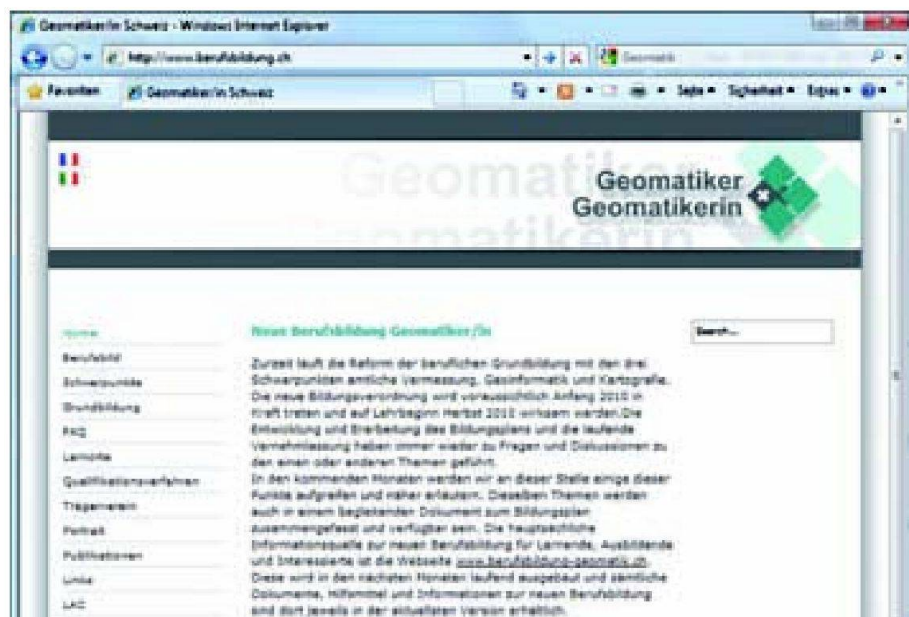 Geomatiker/in Schweiz - Windows Internet Explorer
http://www.berufsbildung.ch
Geomatik
Favoriten
Geomatiker/in Schweiz
Seite
Sicherheit
Extras
Geomatiker
Geomatikerin
Geomatiker
Geomatikerin
Home
Berufsbild
Schwerpunkte
Grundbildung
FAQ
Lernorte
Qualifikationsverfahren
Trägerverein
Portrait
Publikationen
Links
LAC
Neue Berufsbildung Geomatiker/in
Zurzeit läuft die Reform der beruflichen Grundbildung mit den drei
Schwerpunkten amtliche Vermessung, Geoinformatik und Kartografie.
Die neue Bildungsverordnung wird voraussichtlich Anfang 2010 in
Kraft treten und auf Lehrbeginn Herbst 2010 wirksam werden.Die
Entwicklung und Erarbeitung des Bildungsplans und die laufende
Vernehmlassung haben immer wieder zu Fragen und Diskussionen zu
den einen oder anderen Themen geführt.
In den kommenden Monaten werden wir an dieser Stelle einige dieser
Punkte aufgreifen und näher erläutern. Dieselben Themen werden
auch in einem begleitenden Dokument zum Bildungsplan
zusammengefasst und verfügbar sein. Die hauptsächliche
Informationsquelle zur neuen Berufsbildung für Lernende, Ausbildende
und Interessierte ist die Webseite www.berufsbildung-geomatik.ch.
Diese wird in den nächsten Monaten laufend ausgebaut und sämtliche
Dokumente, Hilfsmittel und Informationen zur neuen Berufsbildung
sind dort jeweils in der aktuellsten Version erhältlich.
Search...